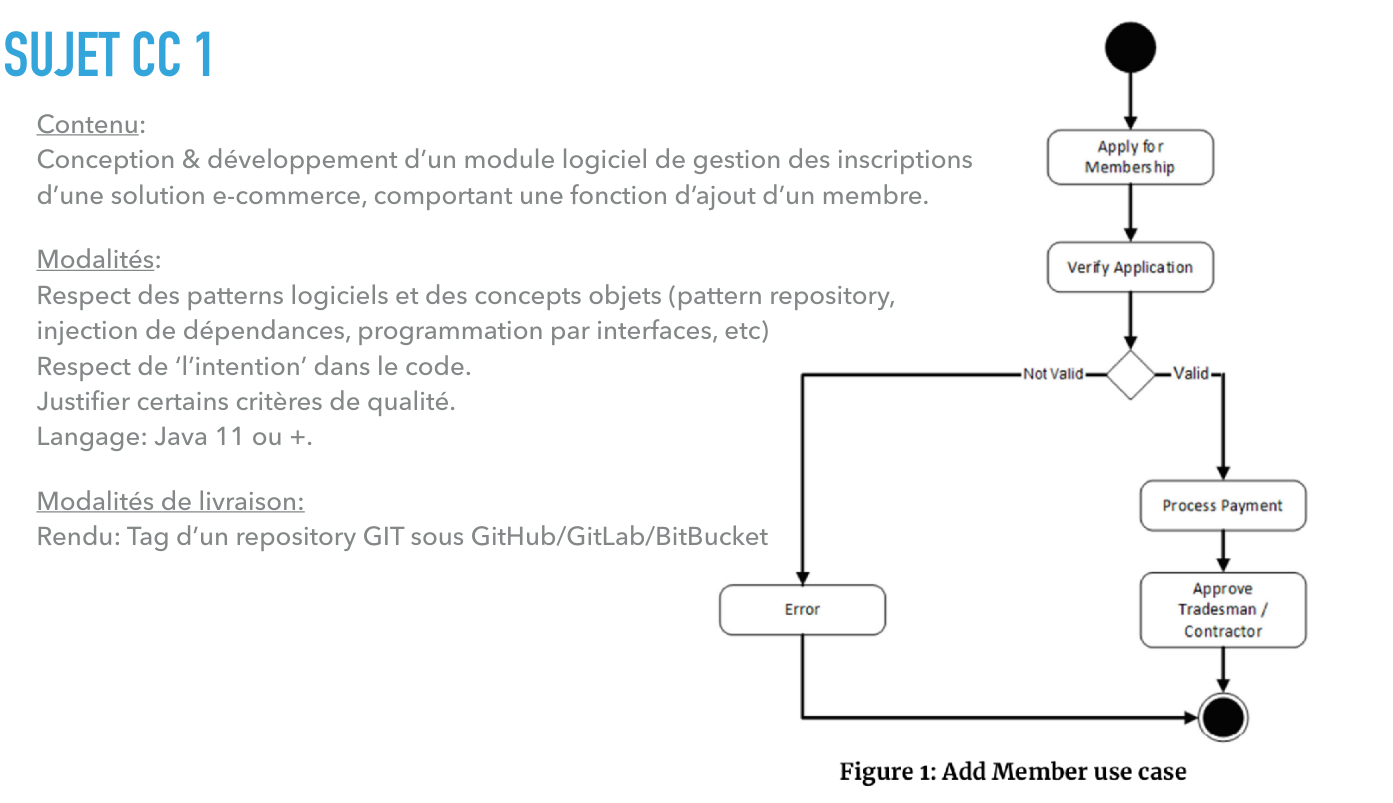 SUJET CC 1
Contenu:
Conception & développement d’un module logiciel de gestion des inscriptions
d’une solution e-commerce, comportant une fonction d’ajout d’un membre.
Modalités:
Respect des patterns logiciels et des concepts objets (pattern repository,
injection de dépendances, programmation par interfaces, etc)
Respect de ‘l’intention’ dans le code.
Justifier certains critères de qualité.
Langage: Java 11 ou +.
Modalités de livraison:
Rendu: Tag d’un repository GIT sous GitHub/GitLab/BitBucket
Apply for
Membership
Verify Application
Not Valid
Valid
Process Payment
Approve
Tradesman /
Contractor
Error
Figure 1: Add Member use case